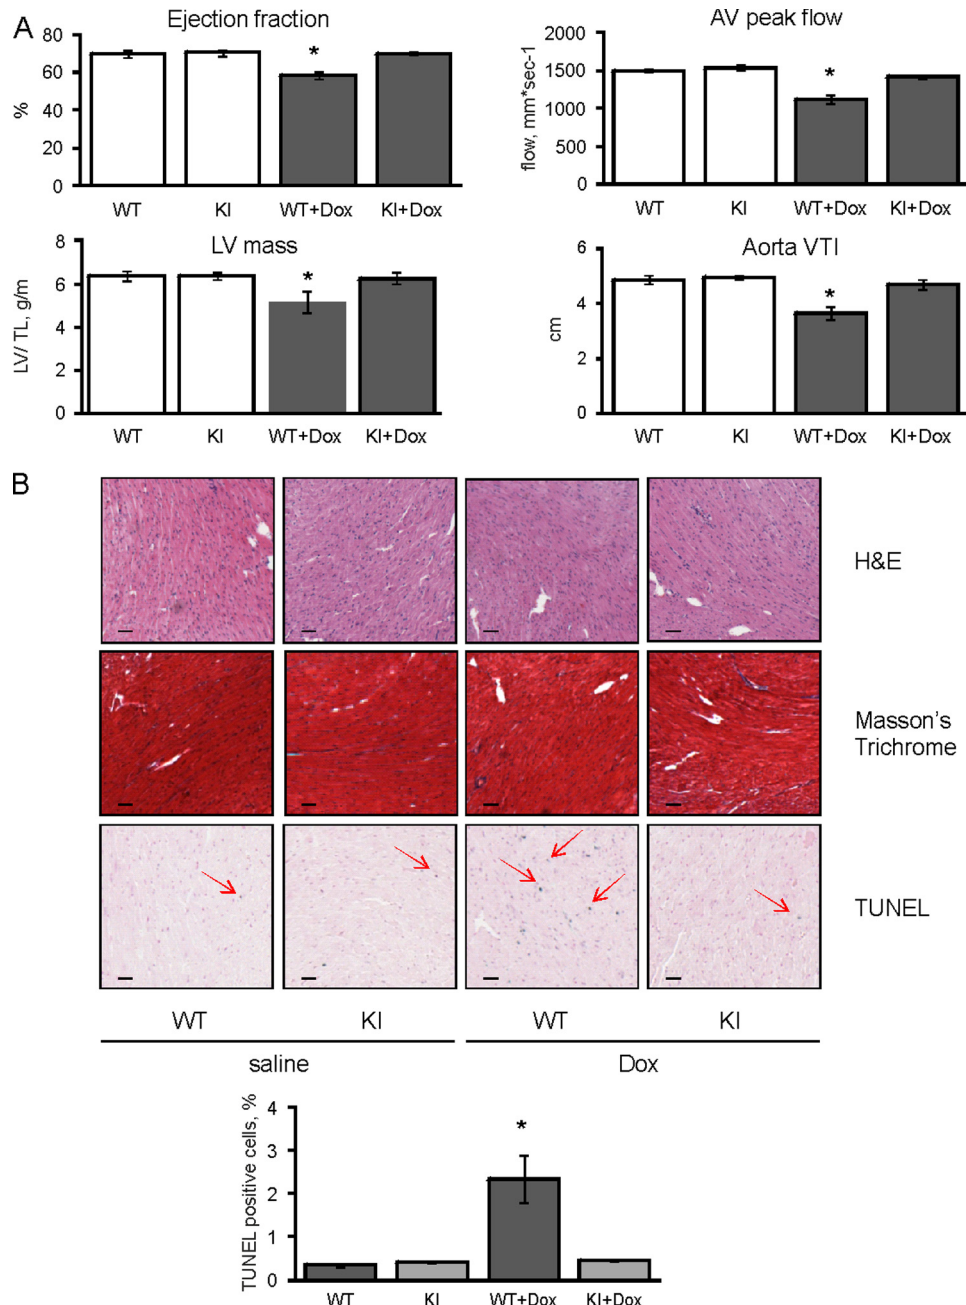 A
Ejection fraction
%
80
60
40
20
0
*
WT
KI
WT+Dox
KI+Dox
AV peak flow
flow, mm*sec-1
2000
1500
1000
500
0
*
WT
KI
WT+Dox
KI+Dox
LV mass
LV/ TL, g/m
8
6
4
2
0
*
WT
KI
WT+Dox
KI+Dox
Aorta VTI
cm
6
4
2
0
*
WT
KI
WT+Dox
KI+Dox
B
H&E
Masson's
Trichrome
TUNEL
WT
KI
WT
KI
saline
Dox
TUNEL positive cells, %
4
3
2
1
0
*
WT
KI
WT+Dox
KI+Dox